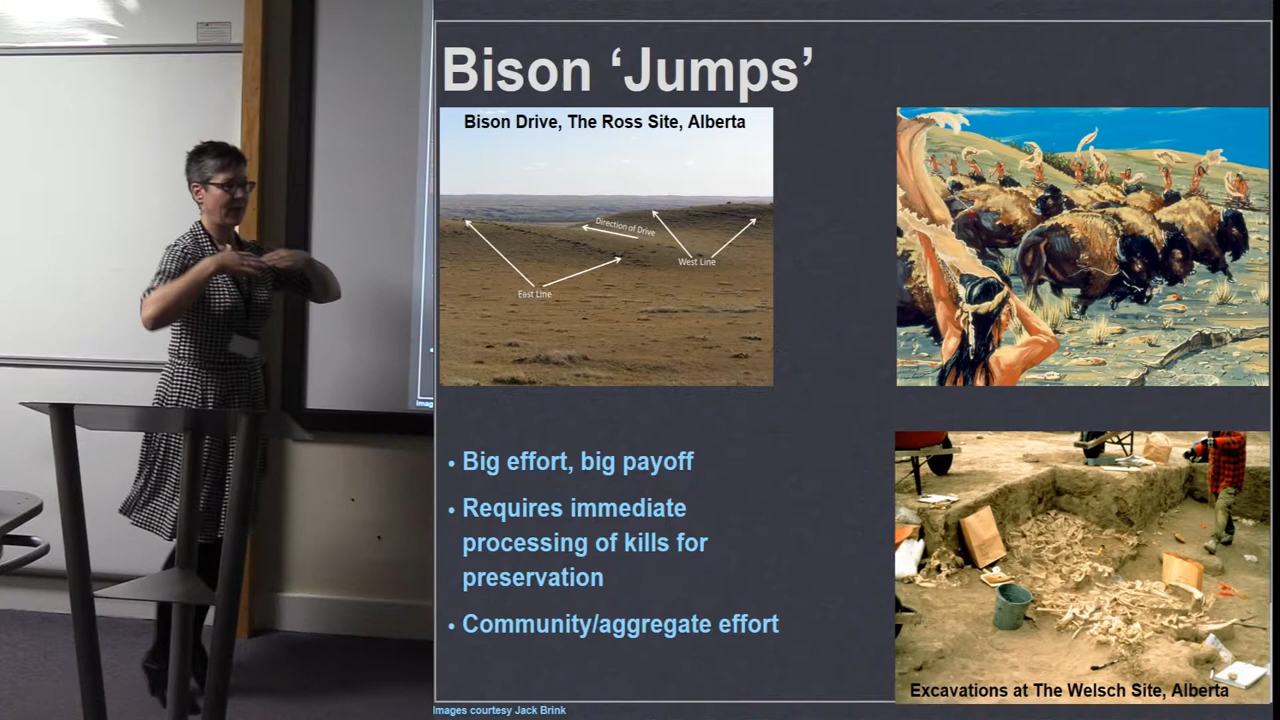 Bison ‘Jumps’
Bison Drive, The Ross Site, Alberta
Direction of Drive
West Line
East Line
• Big effort, big payoff
• Requires immediate
processing of kills for
preservation
• Community/aggregate effort
Excavations at The Welsch Site, Alberta
Images courtesy Jack Brink